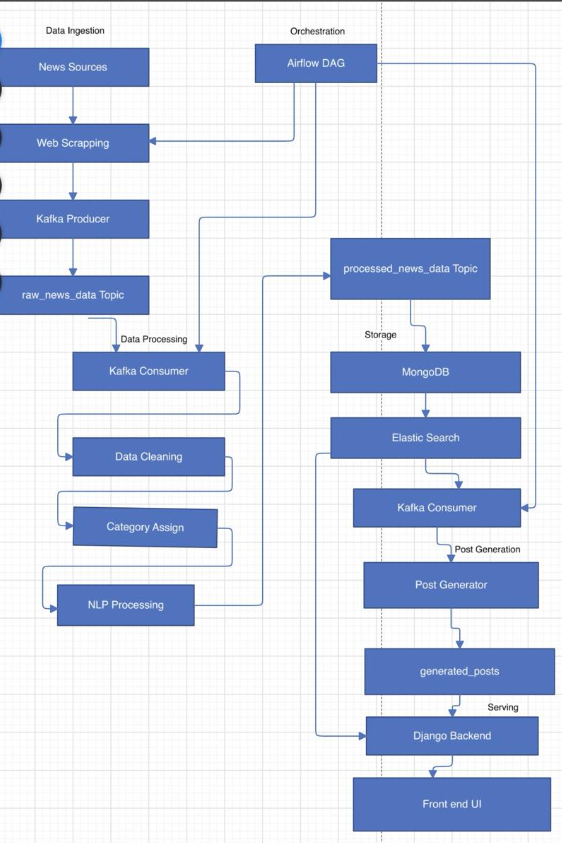 Data Ingestion
Orchestration
News Sources
Airflow DAG
Web Scrapping
Kafka Producer
raw_news_data Topic
processed_news_data Topic
Storage
Data Processing
Kafka Consumer
MongoDB
Data Cleaning
Elastic Search
Category Assign
Kafka Consumer
Post Generation
NLP Processing
Post Generator
generated_posts
Serving
Django Backend
Front end UI